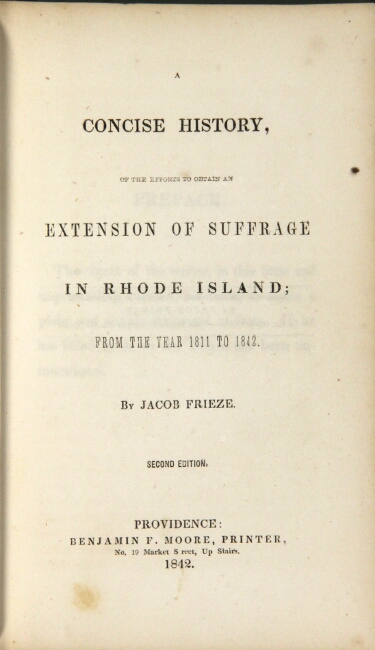 A
CONCISE HISTORY,
OF THE EFFORTS TO OBTAIN AN
EXTENSION OF SUFFRAGE
IN RHODE ISLAND;
FROM THE YEAR 1811 TO 1842.
BY JACOB FRIEZE.
SECOND EDITION.
PROVIDENCE:
BENJAMIN F. MOORE, PRINTER,
No. 19 Market S reet, Up Stairs.
1842.